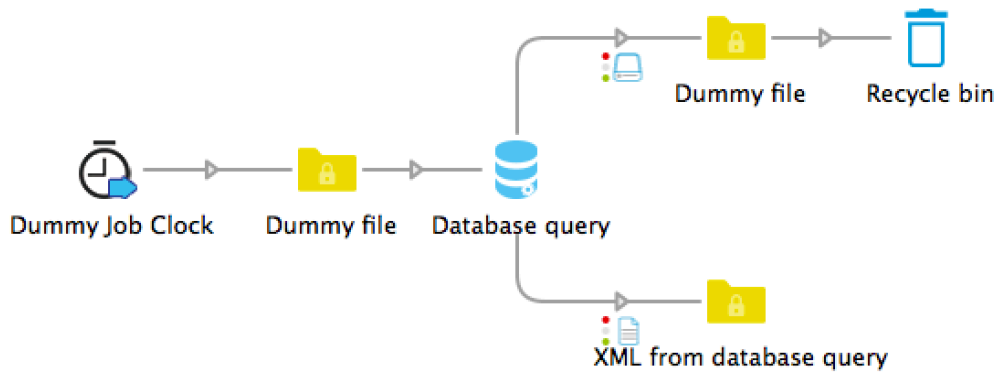 Dummy file
Recycle bin
Dummy Job Clock
Dummy file
Database query
XML from database query